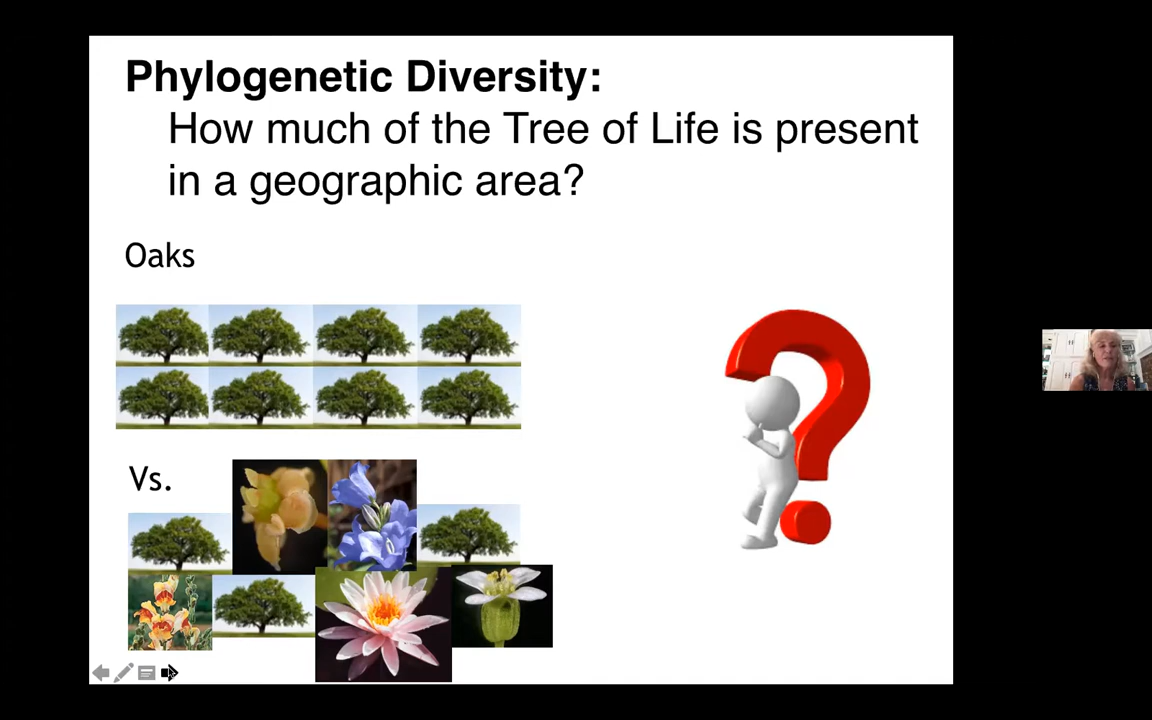 Phylogenetic Diversity:
How much of the Tree of Life is present
in a geographic area?
Oaks
Vs.